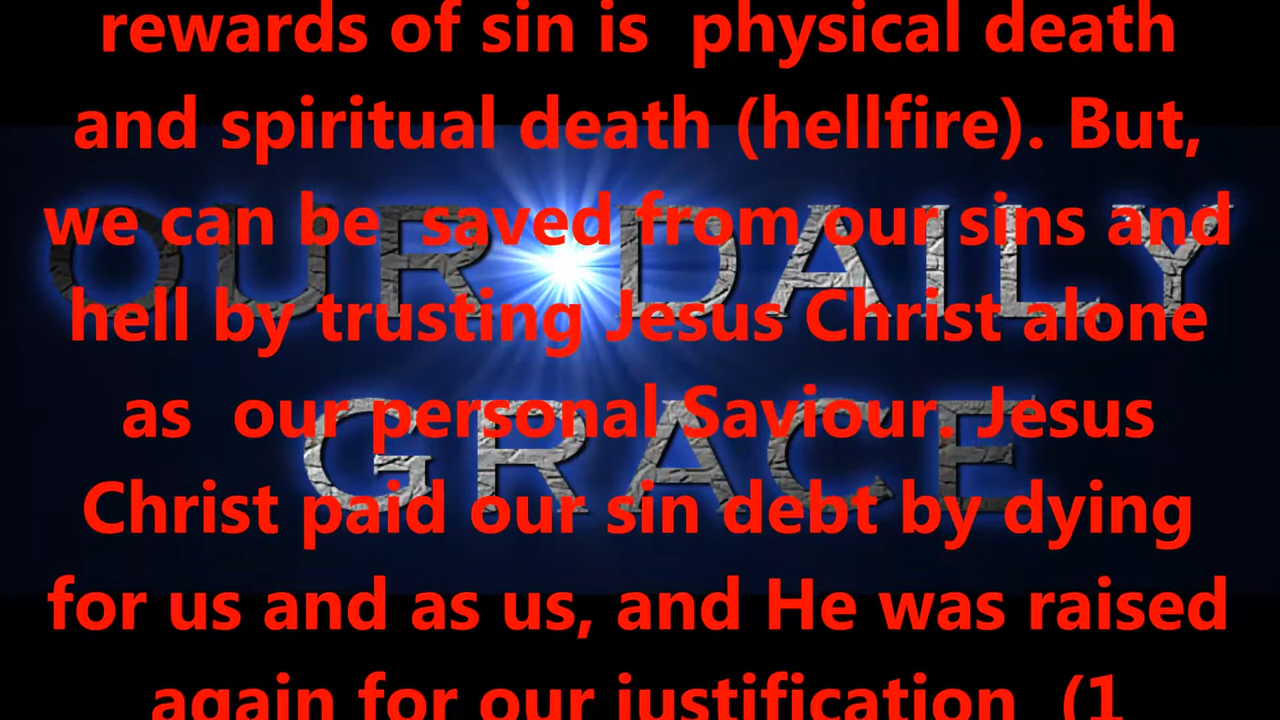 rewards of sin is physical death
and spiritual death (hellfire). But,
we can be saved from our sins and
hell by trusting Jesus Christ alone
as our personal Saviour. Jesus
Christ paid our sin debt by dying
for us and as us, and He was raised
again for our justification (1
OUR DAILY
GRACE